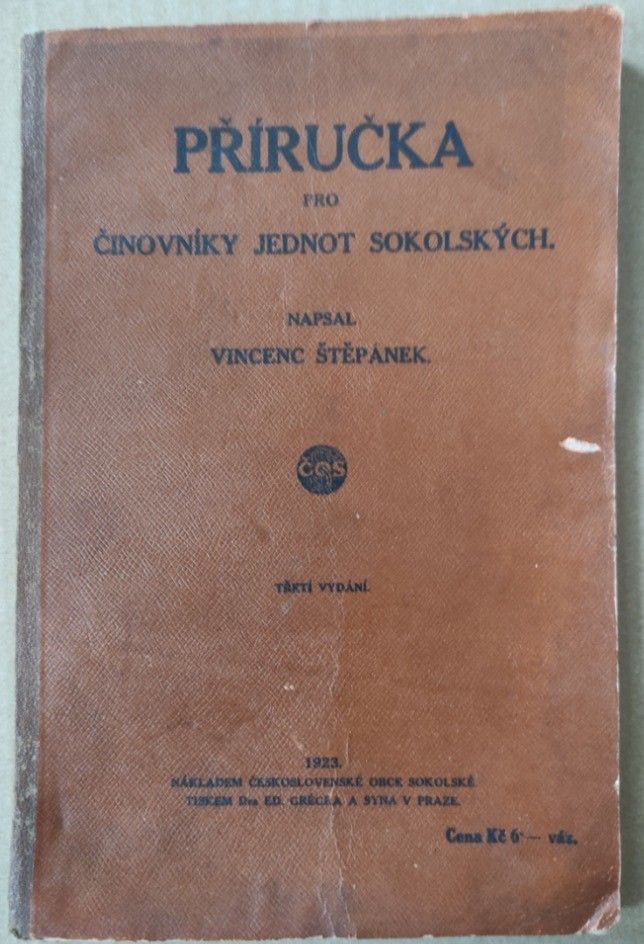 PŘÍRUČKA
PRO
ČINOVNÍKY JEDNOT SOKOLSKÝCH.
NAPSAL
VINCENC ŠTĚPÁNEK.
ČOS
TŘETÍ VYDÁNÍ.
1923.
NÁKLADEM ČESKOSLOVENSKÉ OBCE SOKOLSKÉ.
TISKEM Dra ED. GRÉGRA A SYNA V PRAZE.
Cena Kč 6·— váz.